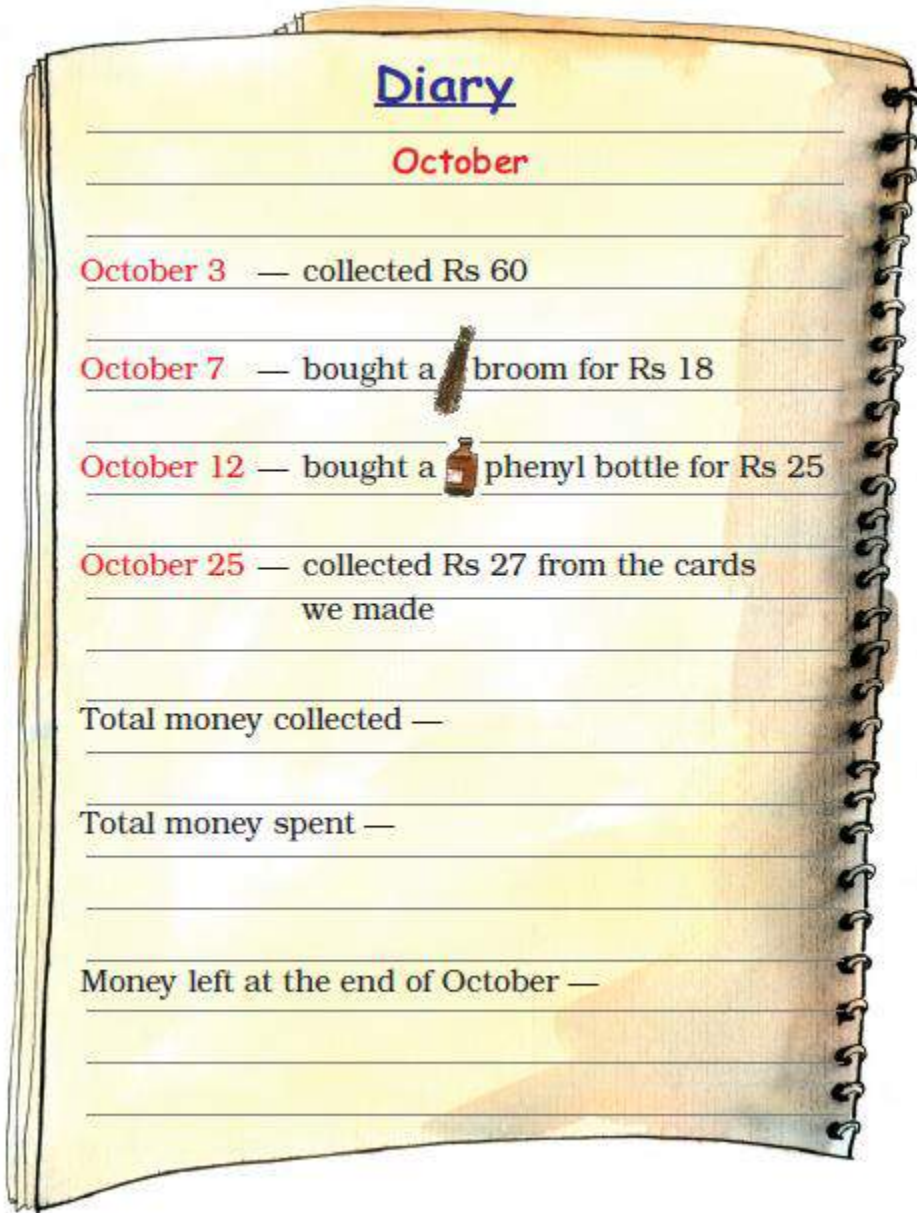 Diary
October
October 3 — collected Rs 60
October 7 — bought a broom for Rs 18
October 12 — bought a phenyl bottle for Rs 25
October 25 — collected Rs 27 from the cards
we made
Total money collected —
Total money spent —
Money left at the end of October —